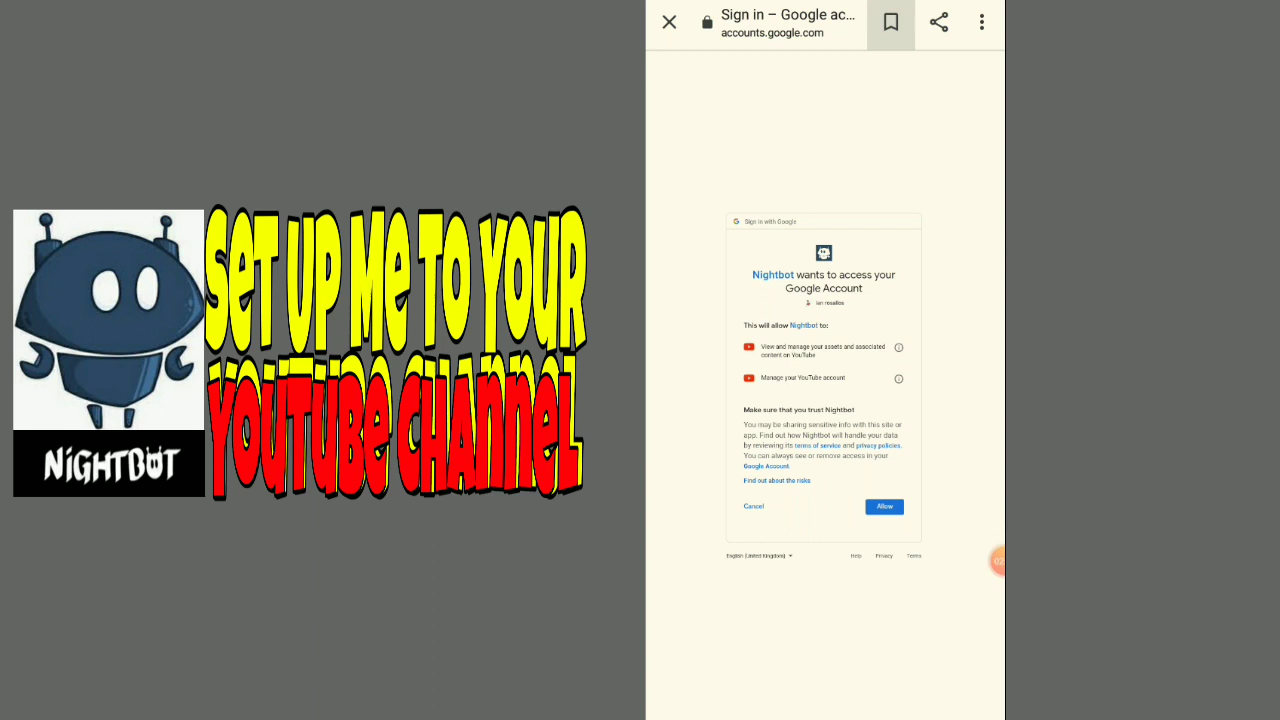 SET UP ME TO YOUR
YOUTUBE CHANNEL
NIGHTBOT
Sign in – Google ac...
accounts.google.com
Sign in with Google
Nightbot wants to access your
Google Account
ian rosallos
This will allow Nightbot to:
View and manage your assets and associated
content on YouTube
Manage your YouTube account
Make sure that you trust Nightbot
You may be sharing sensitive info with this site or
app. Find out how Nightbot will handle your data
by reviewing its terms of service and privacy policies.
You can always see or remove access in your
Google Account.
Find out about the risks
Cancel
Allow
English (United Kingdom)
Help
Privacy
Terms